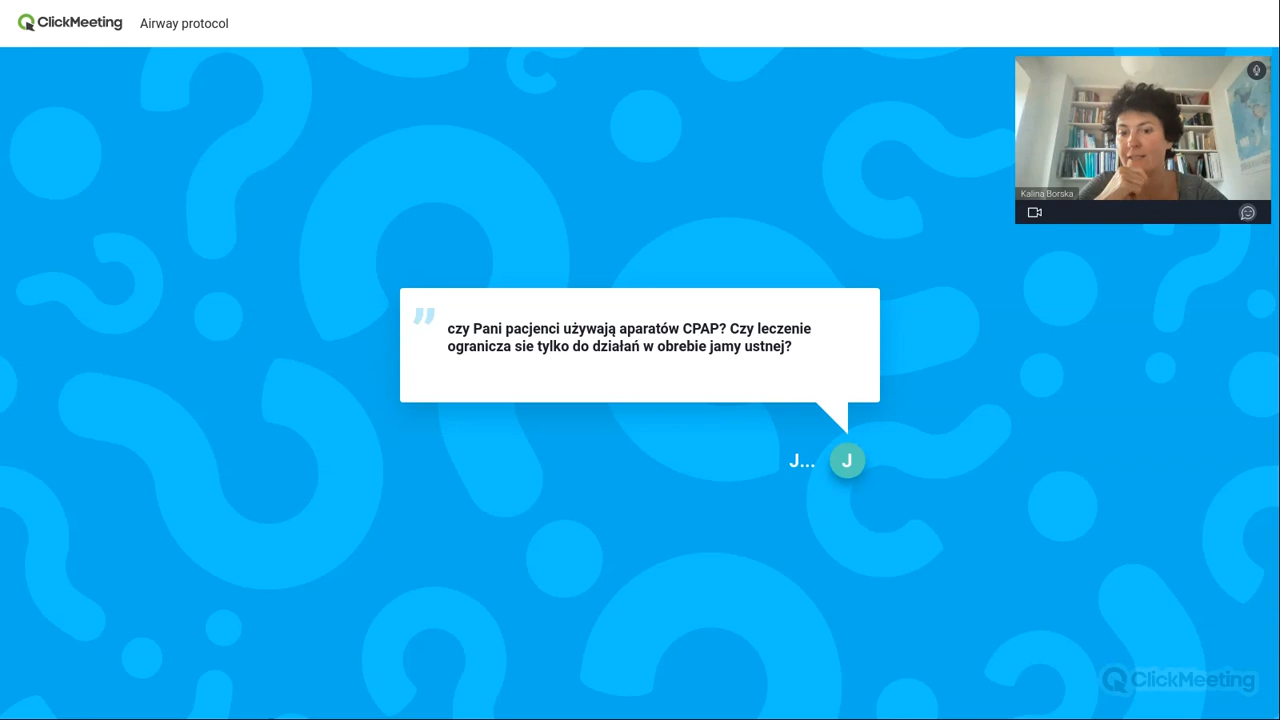 ClickMeeting Airway protocol
Kalina Borska
czy Pani pacjenci używają aparatów CPAP? Czy leczenie
ogranicza sie tylko do działań w obrebie jamy ustnej?
J... J
ClickMeeting